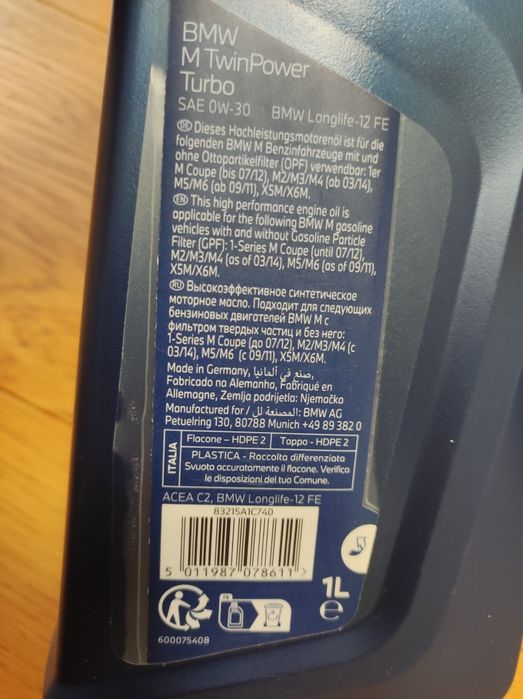 BMW
M TwinPower
Turbo
SAE 0W-30 BMW Longlife-12 FE
DE Dieses Hochleistungsmotorenöl ist für die
folgenden BMW M Benzinfahrzeuge mit und
ohne Ottopartikelfilter (OPF) verwendbar: 1er
M Coupe (bis 07/12), M2/M3/M4 (ab 03/14),
M5/M6 (ab 09/11), X5M/X6M.
EN This high performance engine oil is
applicable for the following BMW M gasoline
vehicles with and without Gasoline Particle
Filter (GPF): 1-Series M Coupe (until 07/12),
M2/M3/M4 (as of 03/14), M5/M6 (as of 09/11),
X5M/X6M.
RU Высокоэффективное синтетическое
моторное масло. Подходит для следующих
бензиновых двигателей BMW M с
фильтром твердых частиц и без него:
1-Series M Coupe (до 07/12), M2/M3/M4 (с
03/14), M5/M6 (с 09/11), X5M/X6M.
Made in Germany, صنع في ألمانيا,
Fabricado na Alemanha, Fabriqué en
Allemagne, Zemlja podrijetla: Njemačka
Manufactured for / المصنعة لل: BMW AG
Petuelring 130, 80788 Munich +49 89 382 0
ITALIA
Flacone – HDPE 2 Tappo - HDPE 2
PLASTICA - Raccolta differenziata
Svuota accuratamente il flacone. Verifica
le disposizioni del tuo Comune.
ACEA C2, BMW Longlife-12 FE
83215A1C740
5 011987 078611 >
1L
e
FR
600075408